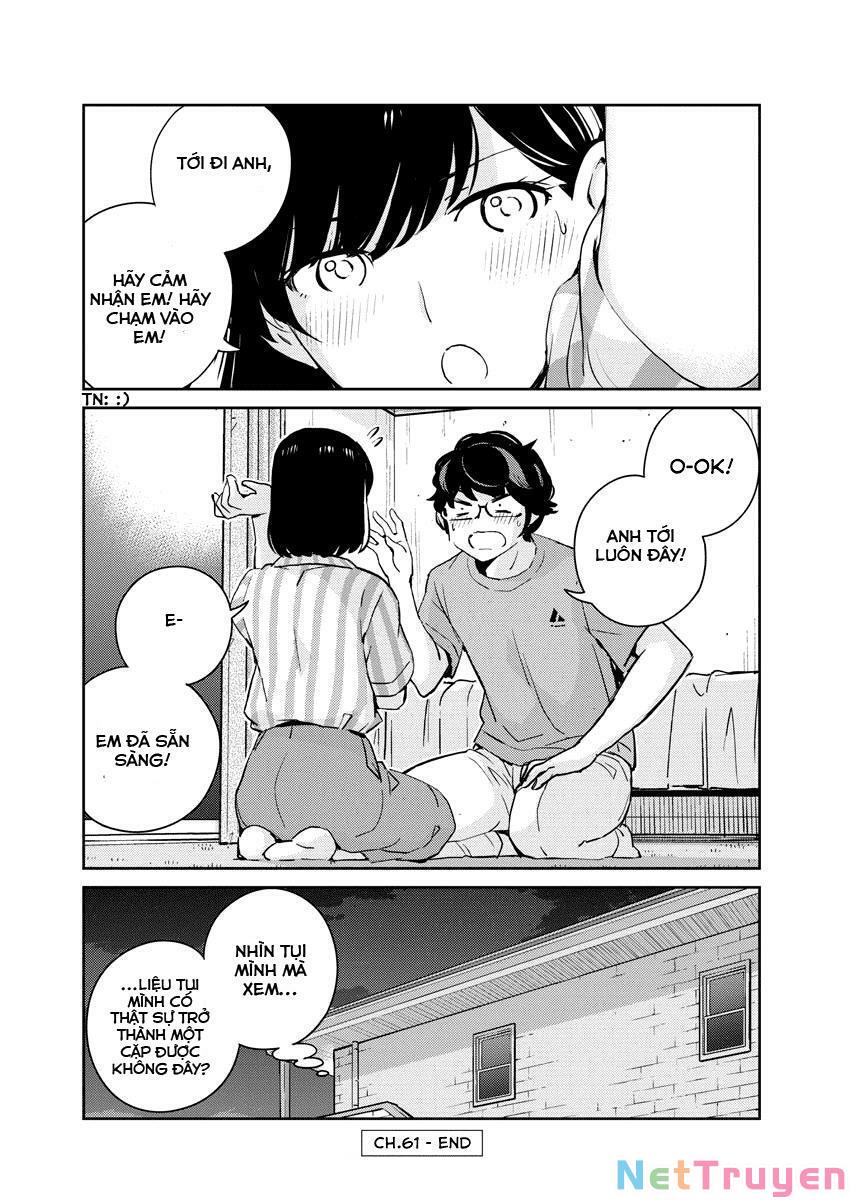 TỚI ĐI ANH,
HÃY CẢM
NHẬN EM! HÃY
CHẠM VÀO
EM!
TN: :)
O-OK!
ANH TỚI
LUÔN ĐÂY!
E-
EM ĐÃ SẴN
SÀNG!
NHÌN TỤI
MÌNH MÀ
XEM...
...LIỆU TỤI
MÌNH CÓ
THẬT SỰ TRỞ
THÀNH MỘT
CẶP ĐƯỢC
KHÔNG ĐÂY?
CH.61 - END
NetTruyen